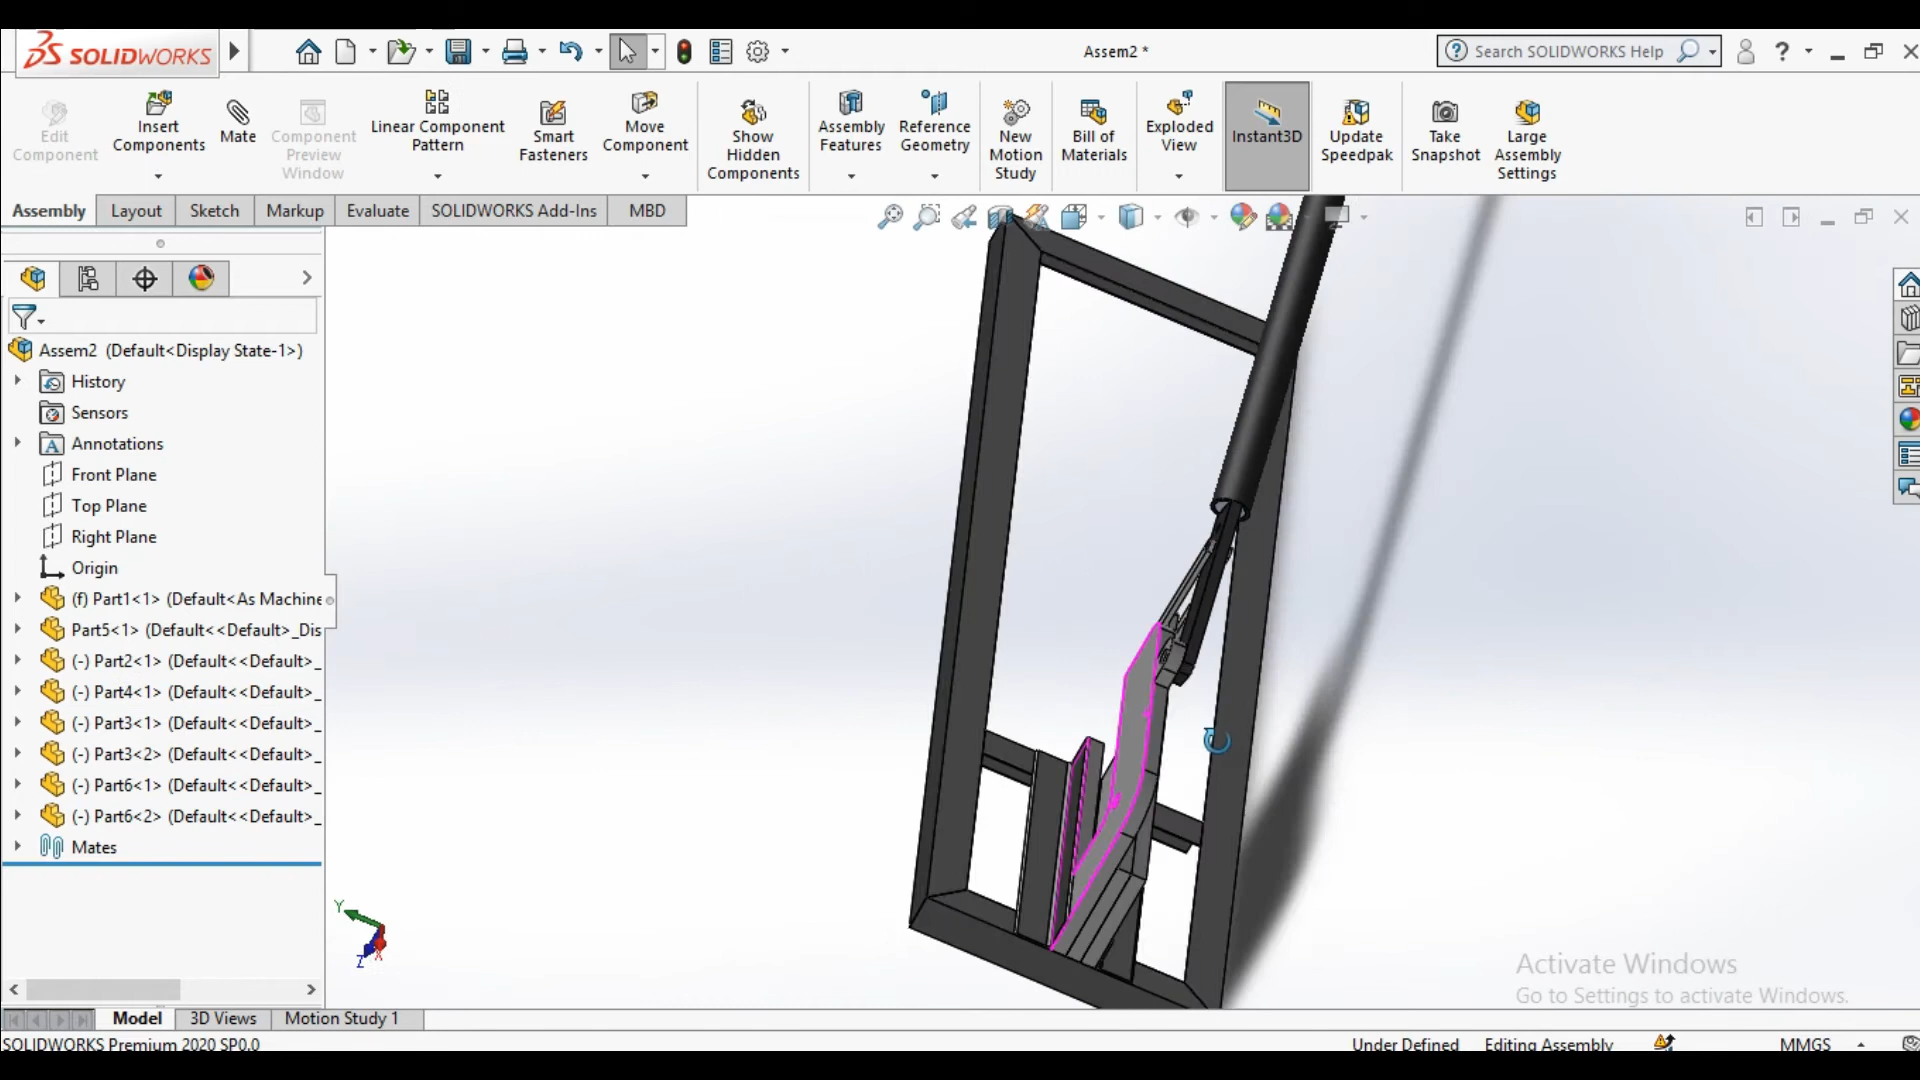 SOLIDWORKS
Assem2 *
Search SOLIDWORKS Help
Edit Component
Insert Components
Mate
Component Preview Window
Linear Component Pattern
Smart Fasteners
Move Component
Show Hidden Components
Assembly Features
Reference Geometry
New Motion Study
Bill of Materials
Exploded View
Instant3D
Update Speedpak
Take Snapshot
Large Assembly Settings
Assembly
Layout
Sketch
Markup
Evaluate
SOLIDWORKS Add-Ins
MBD
Assem2 (Default<Display State-1>)
History
Sensors
Annotations
Front Plane
Top Plane
Right Plane
Origin
(f) Part1<1> (Default<As Machine
Part5<1> (Default<<Default>_Dis
(-) Part2<1> (Default<<Default>_
(-) Part4<1> (Default<<Default>_
(-) Part3<1> (Default<<Default>_
(-) Part3<2> (Default<<Default>_
(-) Part6<1> (Default<<Default>_
(-) Part6<2> (Default<<Default>_
Mates
Y
Z
X
Activate Windows
Go to Settings to activate Windows.
Model
3D Views
Motion Study 1
SOLIDWORKS Premium 2020 SP0.0
Under Defined
Editing Assembly
MMGS